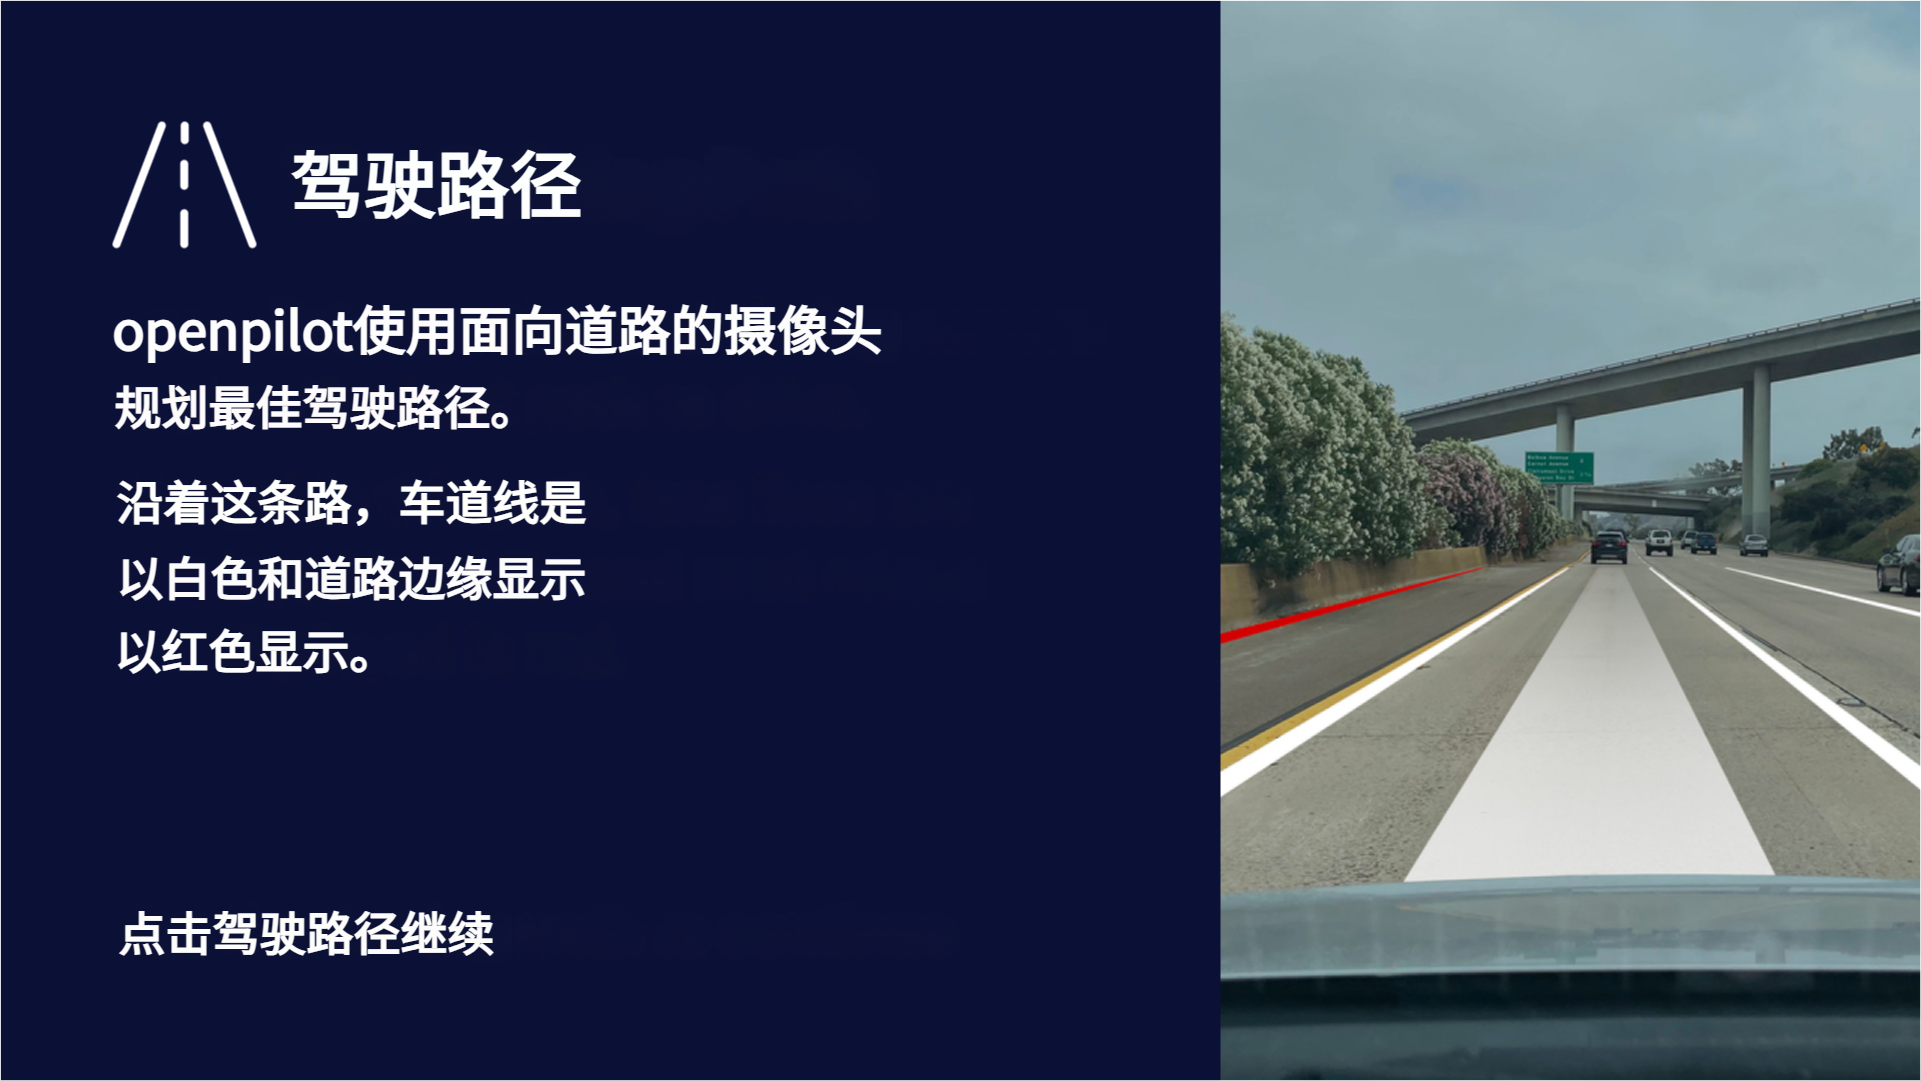 驾驶路径
openpilot使用面向道路的摄像头
规划最佳驾驶路径。
沿着这条路，车道线是
以白色和道路边缘显示
以红色显示。
点击驾驶路径继续